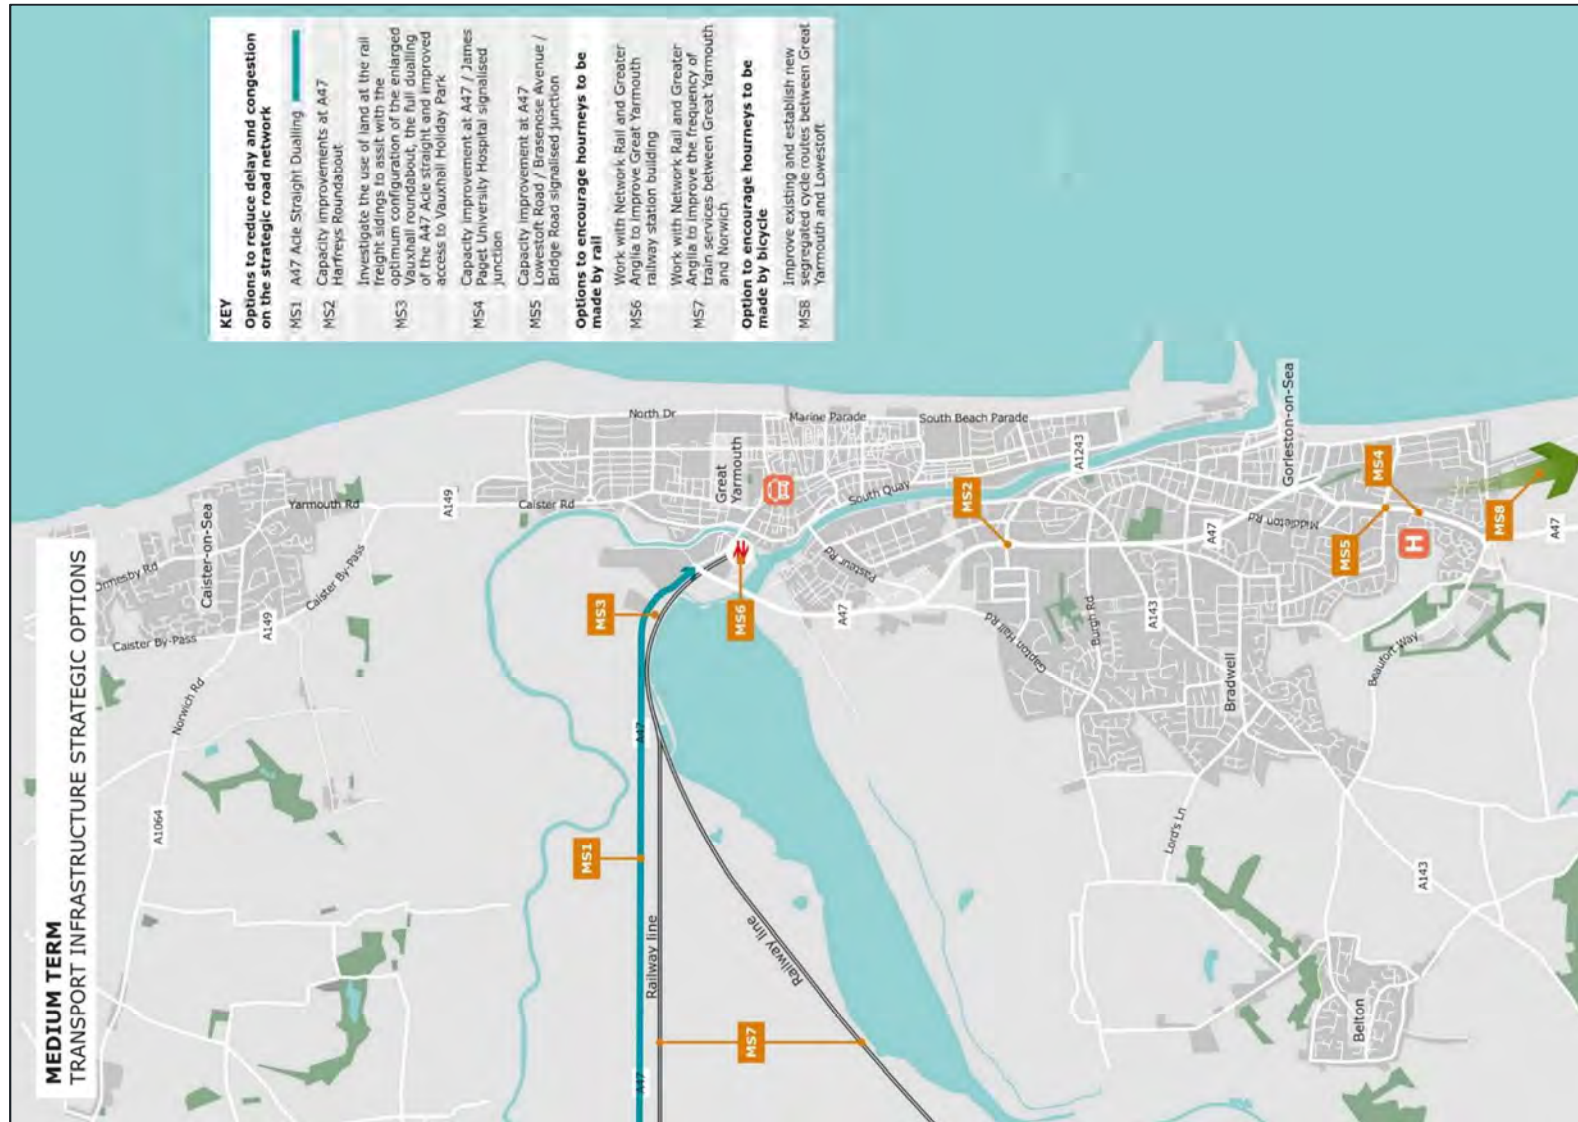 MEDIUM TERM
TRANSPORT INFRASTRUCTURE STRATEGIC OPTIONS
KEY
Options to reduce delay and congestion
on the strategic road network
MS1 A47 Acle Straight Dualling
MS2 Capacity improvements at A47
Harfreys Roundabout
MS3 Investigate the use of land at the rail
freight sidings to assit with the
optimum configuration of the enlarged
Vauxhall roundabout, the full dualling
of the A47 Acle straight and improved
access to Vauxhall Holiday Park
MS4 Capacity improvement at A47 / James
Paget University Hospital signalised
junction
MS5 Capacity improvement at A47
Lowestoft Road / Brasenose Avenue /
Bridge Road signalised junction
Options to encourage hourneys to be
made by rail
MS6 Work with Network Rail and Greater
Anglia to improve Great Yarmouth
railway station building
MS7 Work with Network Rail and Greater
Anglia to improve the frequency of
train services between Great Yarmouth
and Norwich
Option to encourage hourneys to be
made by bicycle
MS8 Improve existing and establish new
segregated cycle routes between Great
Yarmouth and Lowestoft
Ormesby Rd
Caister-on-Sea
Yarmouth Rd
Caister By-Pass
Caister By-Pass
A149
A149
Norwich Rd
A1064
Caister Rd
North Dr
Great
Yarmouth
Marine Parade
South Beach Parade
South Quay
A1243
MS3
MS6
MS1
A47
A47
Railway line
Railway line
MS7
Pasteur Rd
A47
MS2
Gapton Hall Rd
Burgh Rd
A143
A47
Middleton Rd
Gorleston-on-Sea
MS4
MS5
H
MS8
A47
Bradwell
Beaufort Way
Lord's Ln
A143
Belton